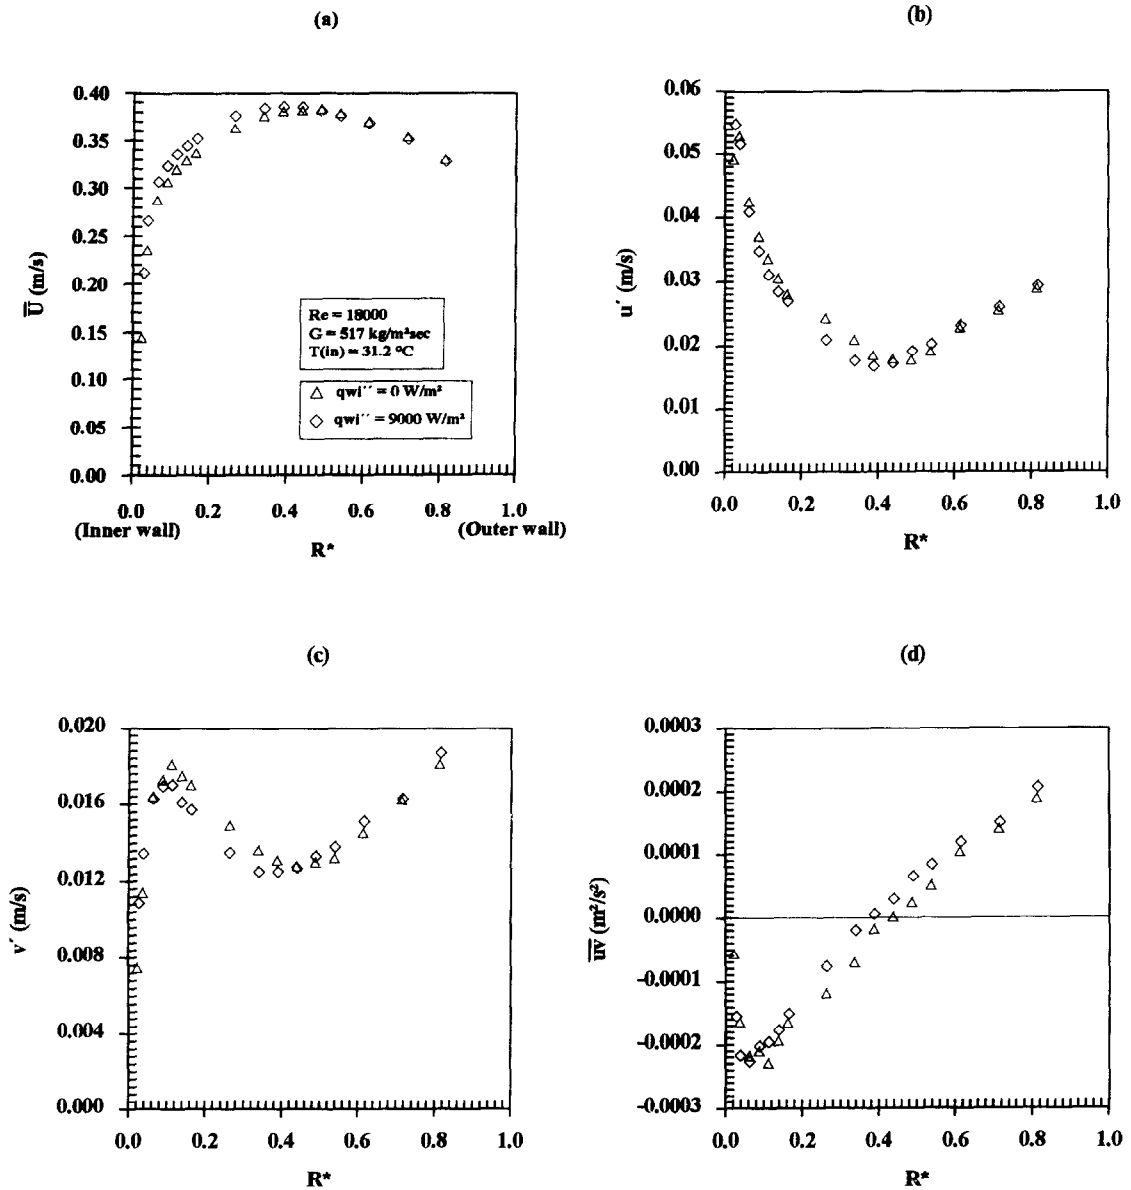 (a)
0.40
0.35
0.30
0.25
0.20
0.15
0.10
0.05
0.00
U̅ (m/s)
Re = 18000
G = 517 kg/m²sec
T(in) = 31.2 °C
△ qwi´´ = 0 W/m²
◇ qwi´´ = 9000 W/m²
0.0 0.2 0.4 0.6 0.8 1.0
(Inner wall) (Outer wall)
R*
(b)
0.06
0.05
0.04
0.03
0.02
0.01
0.00
u´ (m/s)
0.0 0.2 0.4 0.6 0.8 1.0
R*
(c)
0.020
0.016
0.012
0.008
0.004
0.000
v´ (m/s)
0.0 0.2 0.4 0.6 0.8 1.0
R*
(d)
0.0003
0.0002
0.0001
0.0000
-0.0001
-0.0002
-0.0003
u̅v̅ (m²/s²)
0.0 0.2 0.4 0.6 0.8 1.0
R*